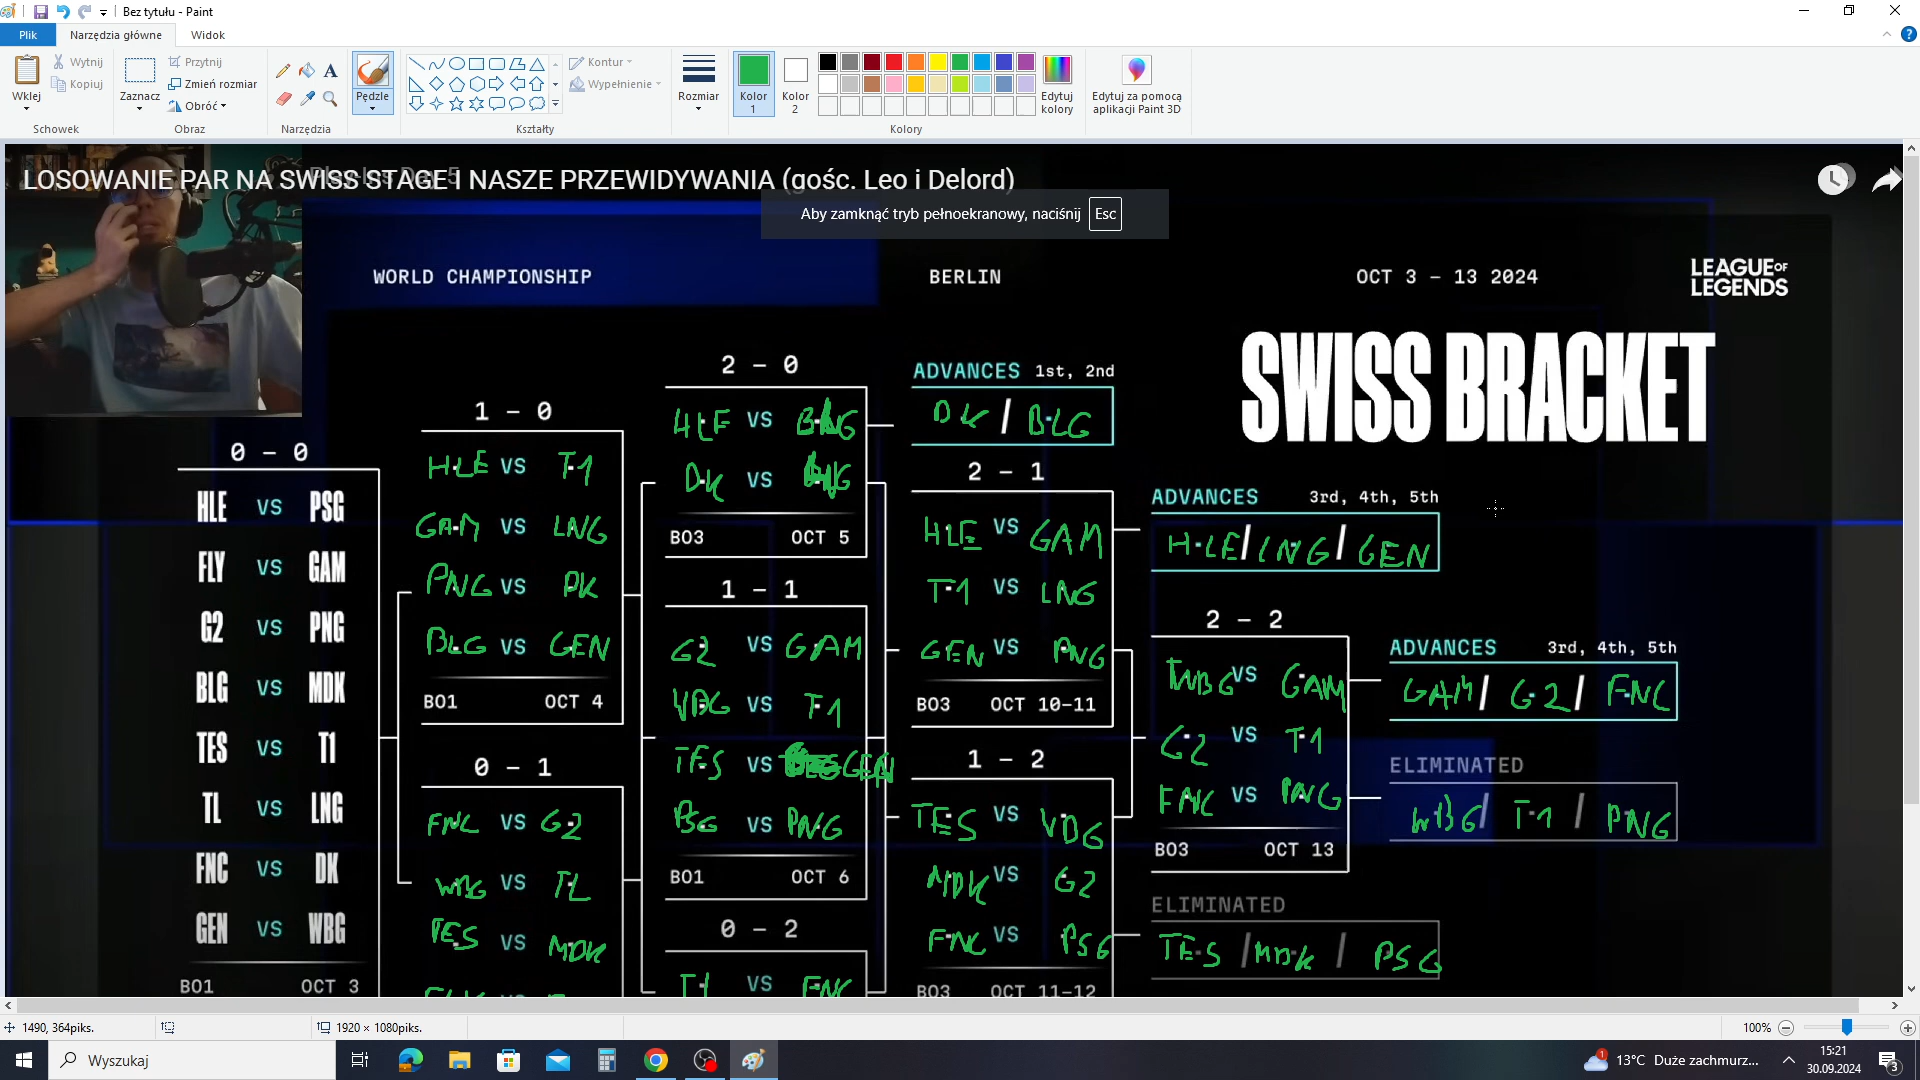 Bez tytułu - Paint
Plik Narzędzia główne Widok
Wklej
Wytnij
Kopiuj
Schowek
Zaznacz
Przytnij
Zmień rozmiar
Obróć
Obraz
Narzędzia
Pędzle
Kontur
Wypełnienie
Kształty
Rozmiar
Kolor 1
Kolor 2
Edytuj kolory
Kolory
Edytuj za pomocą aplikacji Paint 3D
LOSOWANIE PAR NA SWISS STAGE I NASZE PRZEWIDYWANIA (gośc. Leo i Delord)
Aby zamknąć tryb pełnoekranowy, naciśnij Esc
WORLD CHAMPIONSHIP BERLIN OCT 3 – 13 2024
LEAGUE OF LEGENDS
SWISS BRACKET
0 – 0
HLE VS PSG
FLY VS GAM
G2 VS PNG
BLG VS MDK
TES VS T1
TL VS LNG
FNC VS DK
GEN VS WBG
BO1 OCT 3
1 – 0
HLE VS T1
GAM VS LNG
PNG VS DK
BLG VS GEN
BO1 OCT 4
0 – 1
FNC VS G2
WBG VS TL
TES VS MDK
2 – 0
HLE VS
DK VS
BO3 OCT 5
1 – 1
G2 VS GAM
VS T1
TES VS GEN
VS PNG
BO1 OCT 6
0 – 2
VS FNC
ADVANCES 1st, 2nd
DK / BLG
2 – 1
HLE VS GAM
T1 VS LNG
GEN VS PNG
BO3 OCT 10-11
1 – 2
TES VS
MDK VS G2
FNC VS PSG
BO3 OCT 11-12
ADVANCES 3rd, 4th, 5th
HLE/LNG/GEN
2 – 2
WBG VS GAM
G2 VS T1
FNC VS PNG
BO3 OCT 13
ELIMINATED
TES / MDK / PSG
ADVANCES 3rd, 4th, 5th
GAM/ G2/ FNC
ELIMINATED
WBG/ T1 / PNG
1490, 364piks. 1920 × 1080piks. 100%
Wyszukaj
1
13°C Duże zachmurz...
15:21
30.09.2024
3